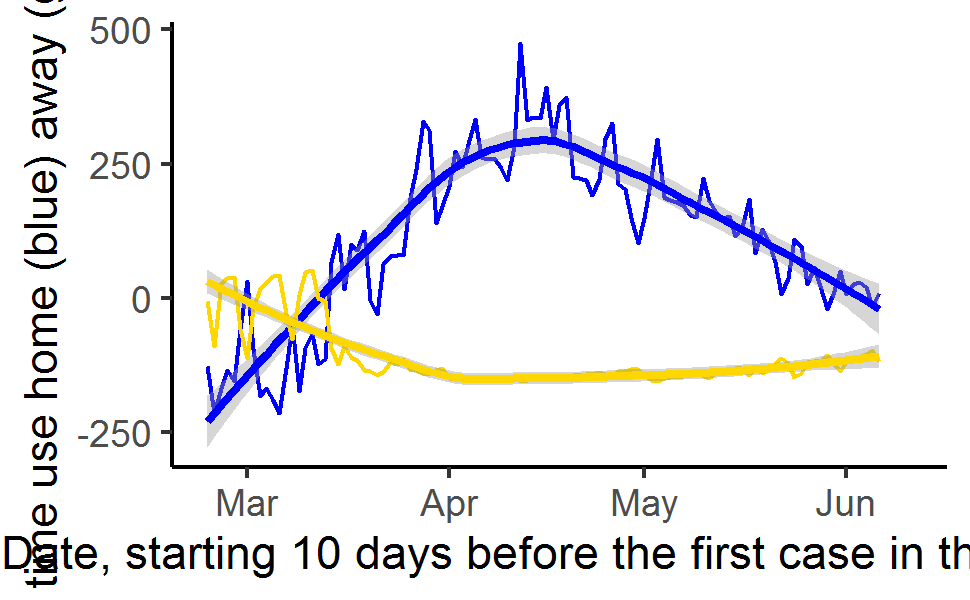 time use home (blue) away (
500
250
0
-250
Mar Apr May Jun
Date, starting 10 days before the first case in th